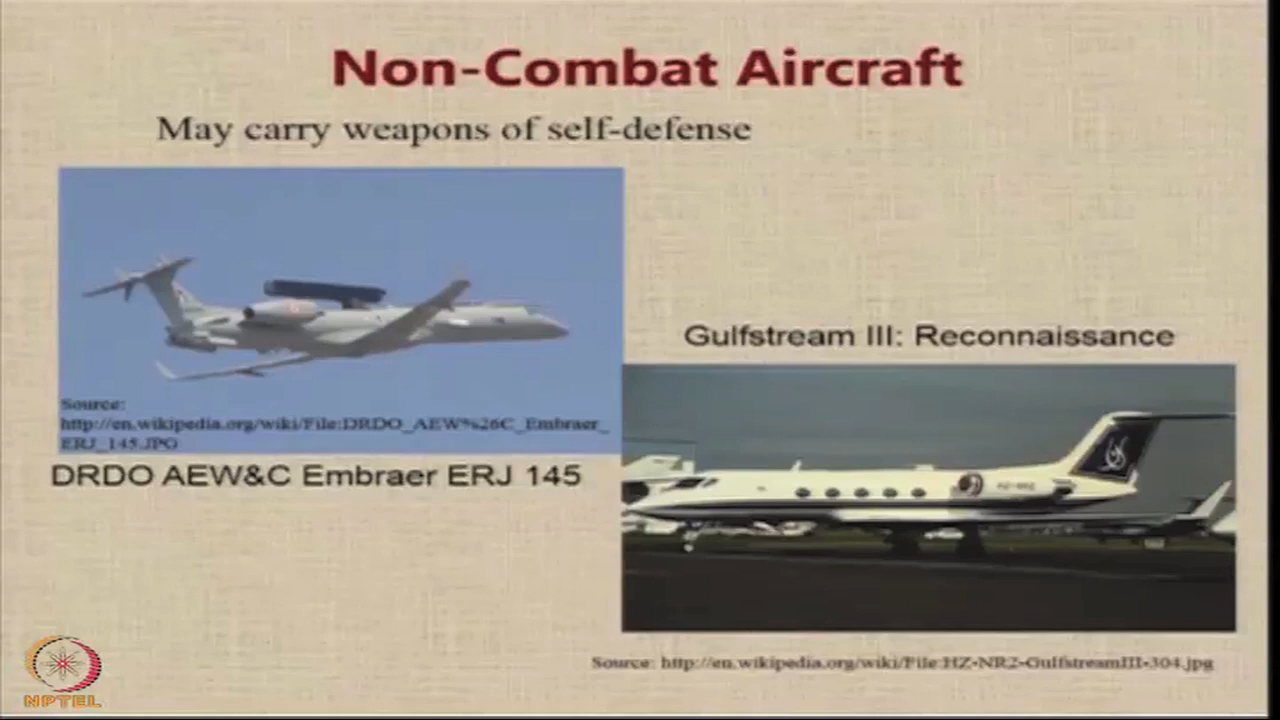 Non-Combat Aircraft
May carry weapons of self-defense
Source:
http://en.wikipedia.org/wiki/File:DRDO_AEW%26C_Embraer_
ERJ_145.JPG
DRDO AEW&C Embraer ERJ 145
Gulfstream III: Reconnaissance
Source: http://en.wikipedia.org/wiki/File:HZ-NR2-GulfstreamIII-304.jpg
NPTEL